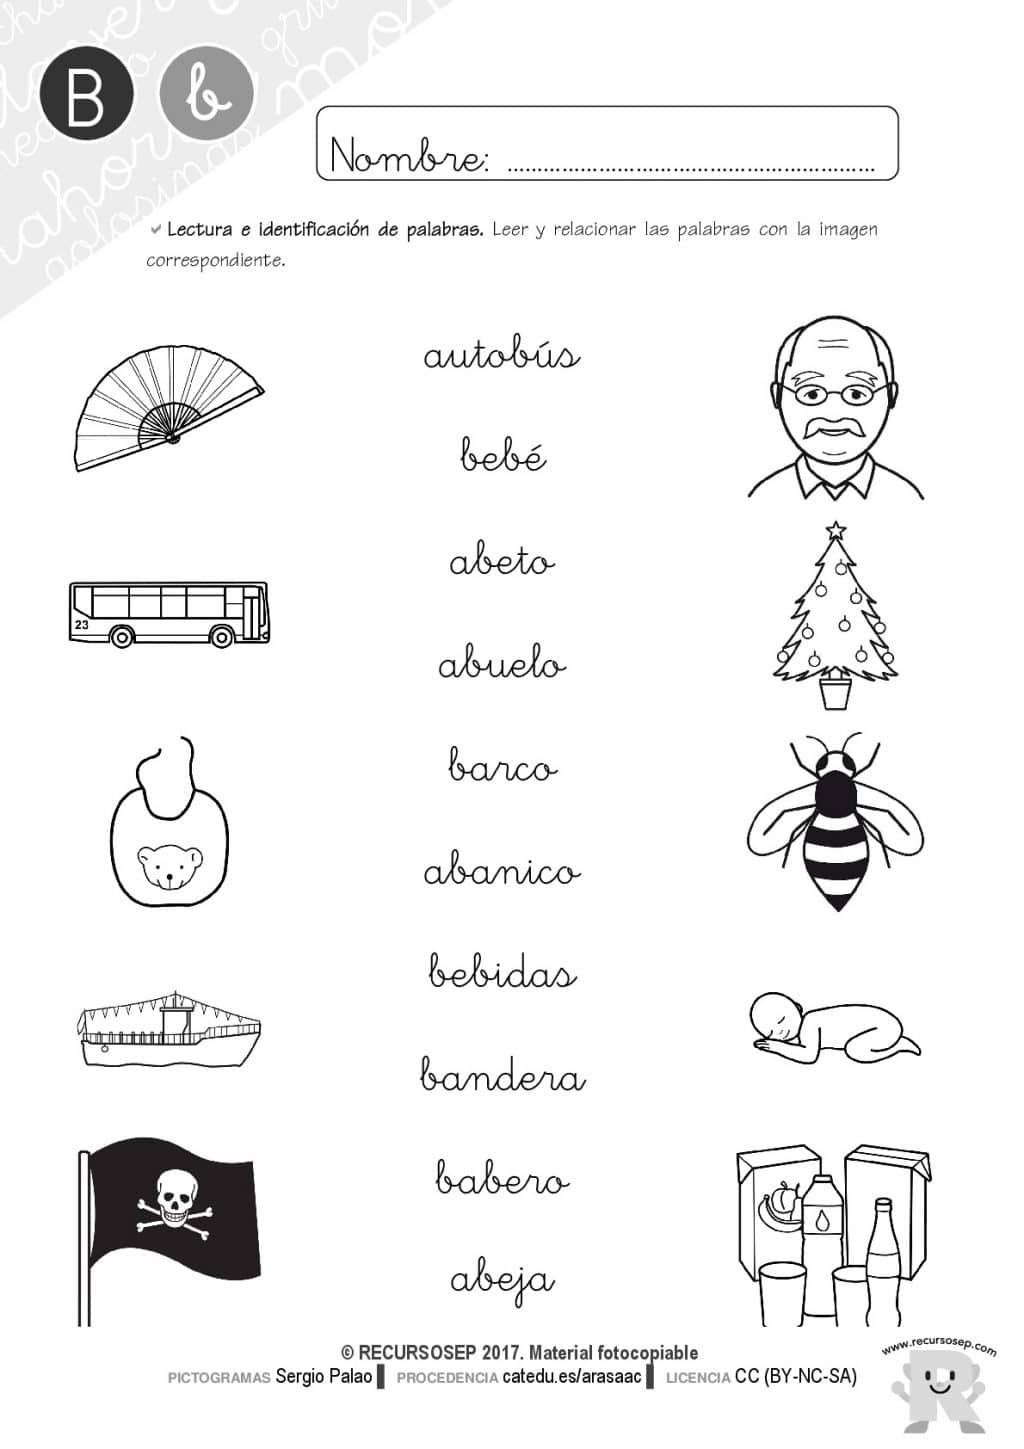 B b
Nombre: ........................................................
Lectura e identificación de palabras. Leer y relacionar las palabras con la imagen
correspondiente.
autobús
bebé
abeto
abuelo
23
barco
abanico
bebidas
bandera
babero
abeja
© RECURSOSEP 2017. Material fotocopiable
PICTOGRAMAS Sergio Palao PROCEDENCIA catedu.es/arasaac LICENCIA CC (BY-NC-SA)
www.recursosep.com
R